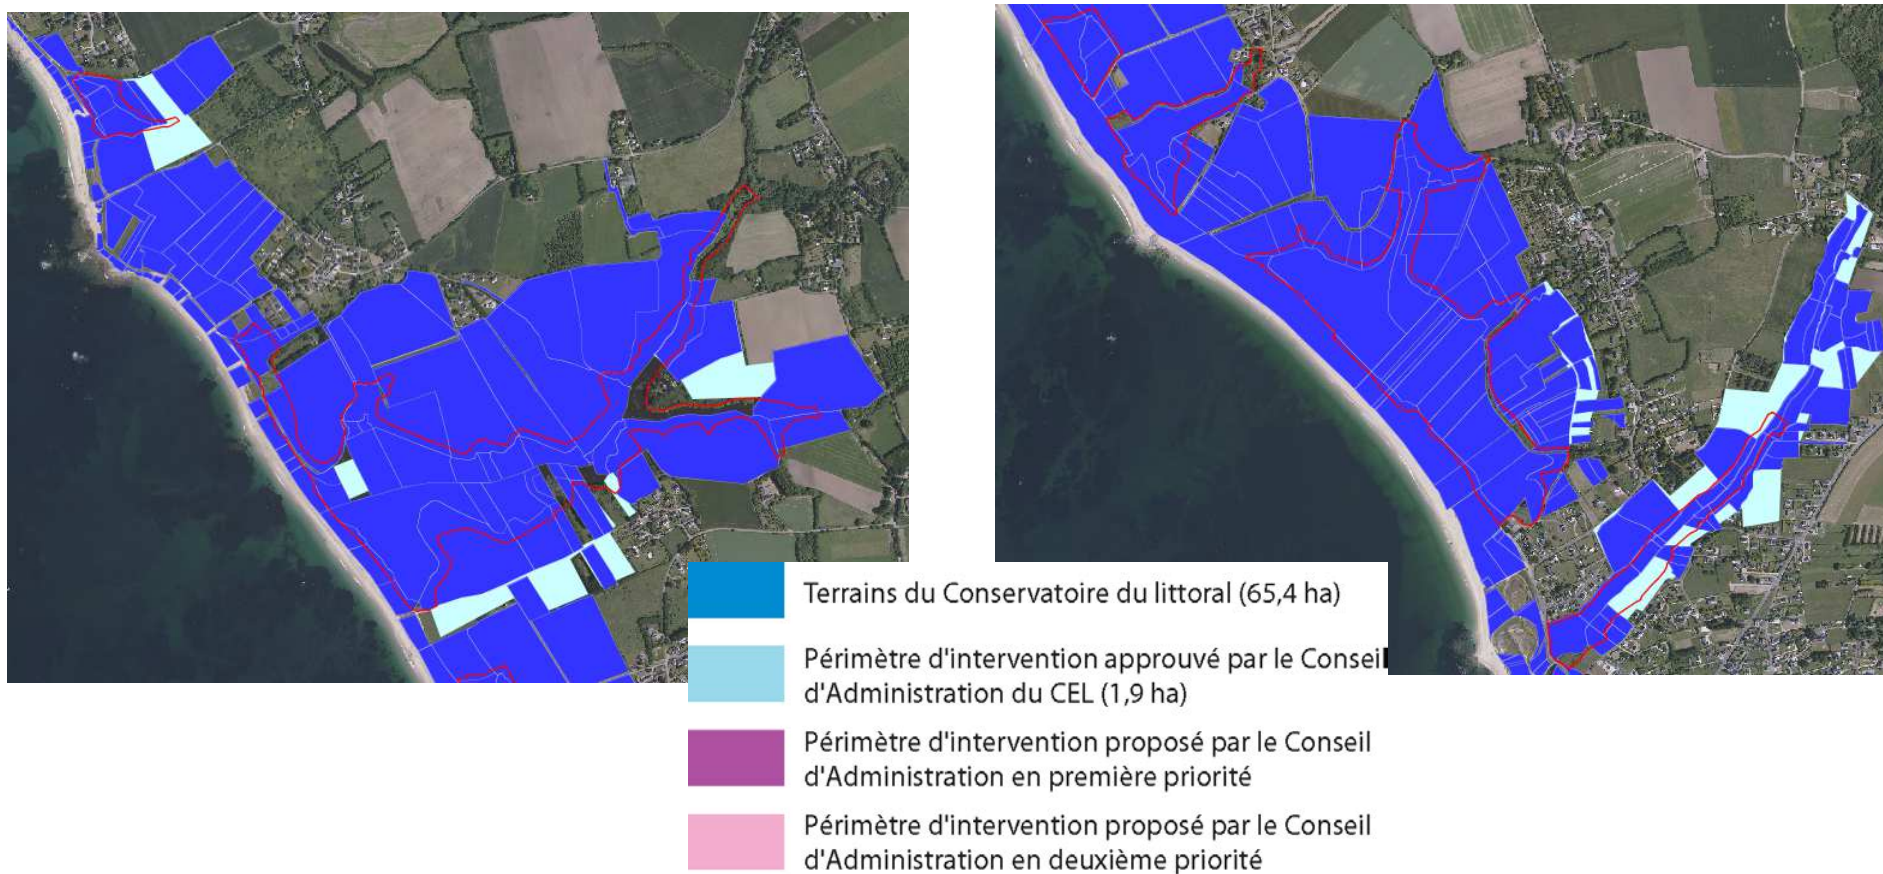 Terrains du Conservatoire du littoral (65,4 ha)
Périmètre d'intervention approuvé par le Conseil
d'Administration du CEL (1,9 ha)
Périmètre d'intervention proposé par le Conseil
d'Administration en première priorité
Périmètre d'intervention proposé par le Conseil
d'Administration en deuxième priorité